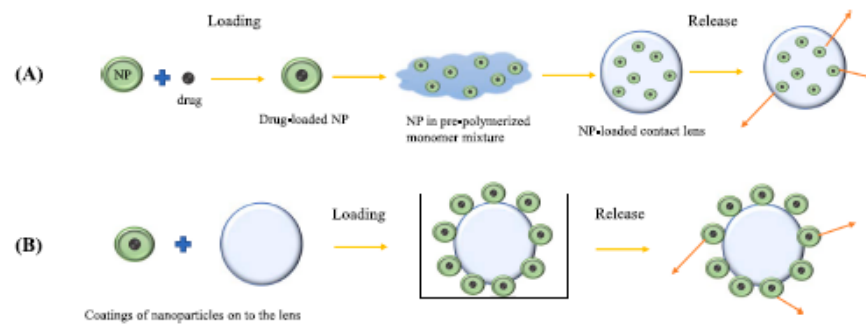 Loading
Release
(A)
NP
drug
Drug-loaded NP
NP in pre-polymerized
monomer mixture
NP-loaded contact lens
Loading
Release
(B)
Coatings of nanoparticles on to the lens